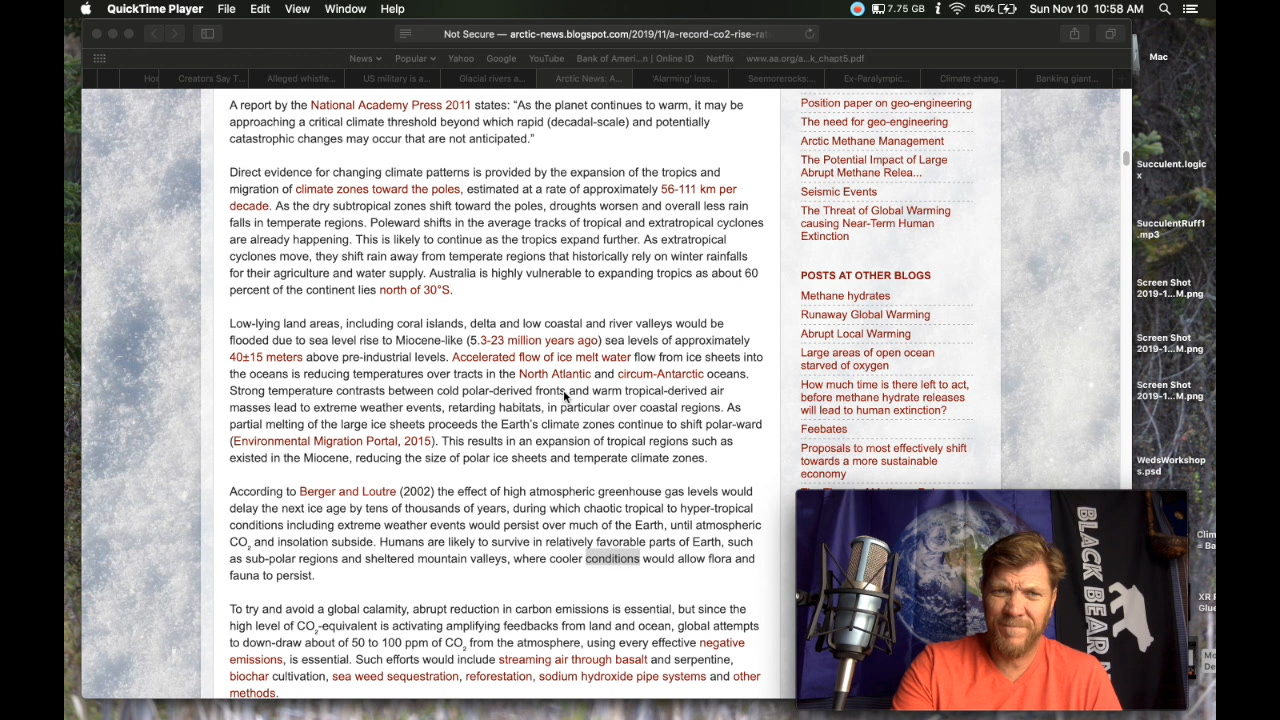 QuickTime Player File Edit View Window Help 7.75 GB 50% Sun Nov 10 10:58 AM
Not Secure — arctic-news.blogspot.com/2019/11/a-record-co2-rise-rat
News Popular Yahoo Google YouTube Bank of Ameri...n | Online ID Netflix www.aa.org/a...k_chapt5.pdf
Creators Say T... Alleged whistle... US military is a... Glacial rivers a... Arctic News: A... 'Alarming' loss... Seemorerocks:... Ex-Paralympic... Climate chang... Banking giant...
A report by the National Academy Press 2011 states: “As the planet continues to warm, it may be
approaching a critical climate threshold beyond which rapid (decadal-scale) and potentially
catastrophic changes may occur that are not anticipated.”
Direct evidence for changing climate patterns is provided by the expansion of the tropics and
migration of climate zones toward the poles, estimated at a rate of approximately 56-111 km per
decade. As the dry subtropical zones shift toward the poles, droughts worsen and overall less rain
falls in temperate regions. Poleward shifts in the average tracks of tropical and extratropical cyclones
are already happening. This is likely to continue as the tropics expand further. As extratropical
cyclones move, they shift rain away from temperate regions that historically rely on winter rainfalls
for their agriculture and water supply. Australia is highly vulnerable to expanding tropics as about 60
percent of the continent lies north of 30°S.
Low-lying land areas, including coral islands, delta and low coastal and river valleys would be
flooded due to sea level rise to Miocene-like (5.3-23 million years ago) sea levels of approximately
40±15 meters above pre-industrial levels. Accelerated flow of ice melt water flow from ice sheets into
the oceans is reducing temperatures over tracts in the North Atlantic and circum-Antarctic oceans.
Strong temperature contrasts between cold polar-derived fronts and warm tropical-derived air
masses lead to extreme weather events, retarding habitats, in particular over coastal regions. As
partial melting of the large ice sheets proceeds the Earth’s climate zones continue to shift polar-ward
(Environmental Migration Portal, 2015). This results in an expansion of tropical regions such as
existed in the Miocene, reducing the size of polar ice sheets and temperate climate zones.
According to Berger and Loutre (2002) the effect of high atmospheric greenhouse gas levels would
delay the next ice age by tens of thousands of years, during which chaotic tropical to hyper-tropical
conditions including extreme weather events would persist over much of the Earth, until atmospheric
CO2 and insolation subside. Humans are likely to survive in relatively favorable parts of Earth, such
as sub-polar regions and sheltered mountain valleys, where cooler conditions would allow flora and
fauna to persist.
To try and avoid a global calamity, abrupt reduction in carbon emissions is essential, but since the
high level of CO2-equivalent is activating amplifying feedbacks from land and ocean, global attempts
to down-draw about of 50 to 100 ppm of CO2 from the atmosphere, using every effective negative
emissions, is essential. Such efforts would include streaming air through basalt and serpentine,
biochar cultivation, sea weed sequestration, reforestation, sodium hydroxide pipe systems and other
methods.
Position paper on geo-engineering
The need for geo-engineering
Arctic Methane Management
The Potential Impact of Large
Abrupt Methane Relea...
Seismic Events
The Threat of Global Warming
causing Near-Term Human
Extinction
POSTS AT OTHER BLOGS
Methane hydrates
Runaway Global Warming
Abrupt Local Warming
Large areas of open ocean
starved of oxygen
How much time is there left to act,
before methane hydrate releases
will lead to human extinction?
Feebates
Proposals to most effectively shift
towards a more sustainable
economy
Mac
Succulent.logic
x
SucculentRuff1
.mp3
Screen Shot
2019-1...M.png
Screen Shot
2019-1...M.png
Screen Shot
2019-1...M.png
WedsWorkshop
s.psd
BLACK BEAR